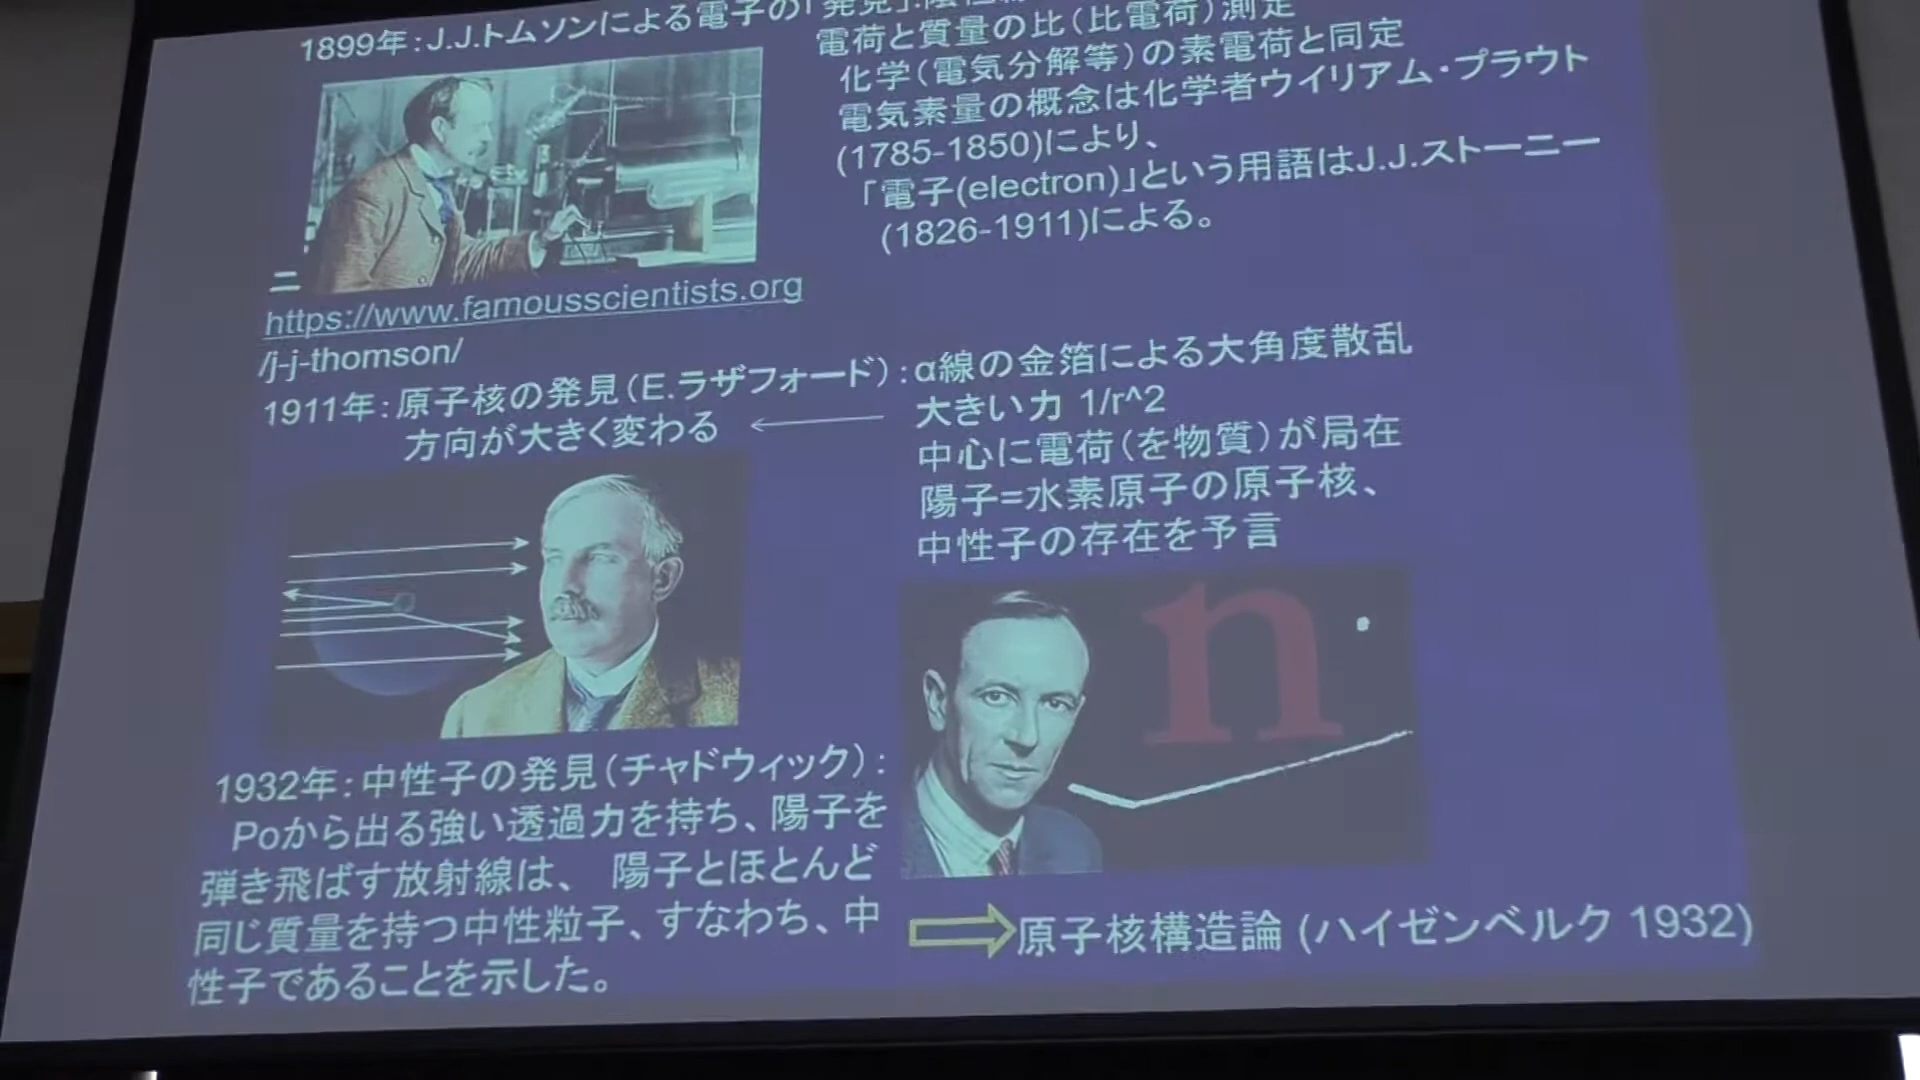 1899年：J.J.トムソンによる電子の「発見」：陰極
電荷と質量の比（比電荷）測定
化学（電気分解等）の素電荷と同定
電気素量の概念は化学者ウイリアム・プラウト
(1785-1850)により、
「電子(electron)」という用語はJ.J.ストーニー
(1826-1911)による。
ニ
https://www.famousscientists.org
/j-j-thomson/
1911年：原子核の発見（E.ラザフォード）：α線の金箔による大角度散乱
方向が大きく変わる
大きい力 1/r^2
中心に電荷（を物質）が局在
陽子=水素原子の原子核、
中性子の存在を予言
n
1932年：中性子の発見（チャドウィック）：
Poから出る強い透過力を持ち、陽子を
弾き飛ばす放射線は、 陽子とほとんど
同じ質量を持つ中性粒子、すなわち、中
性子であることを示した。
原子核構造論 (ハイゼンベルク 1932)